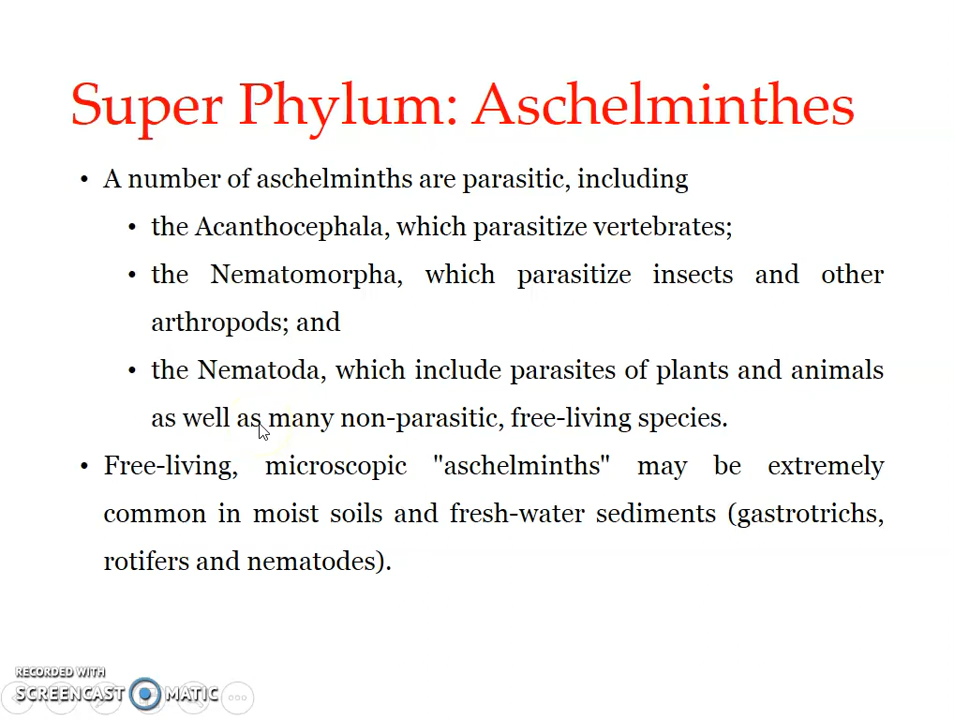 Super Phylum: Aschelminthes
• A number of aschelminths are parasitic, including
• the Acanthocephala, which parasitize vertebrates;
• the Nematomorpha, which parasitize insects and other
arthropods; and
• the Nematoda, which include parasites of plants and animals
as well as many non-parasitic, free-living species.
• Free-living, microscopic "aschelminths" may be extremely
common in moist soils and fresh-water sediments (gastrotrichs,
rotifers and nematodes).
RECORDED WITH
SCREENCAST MATIC